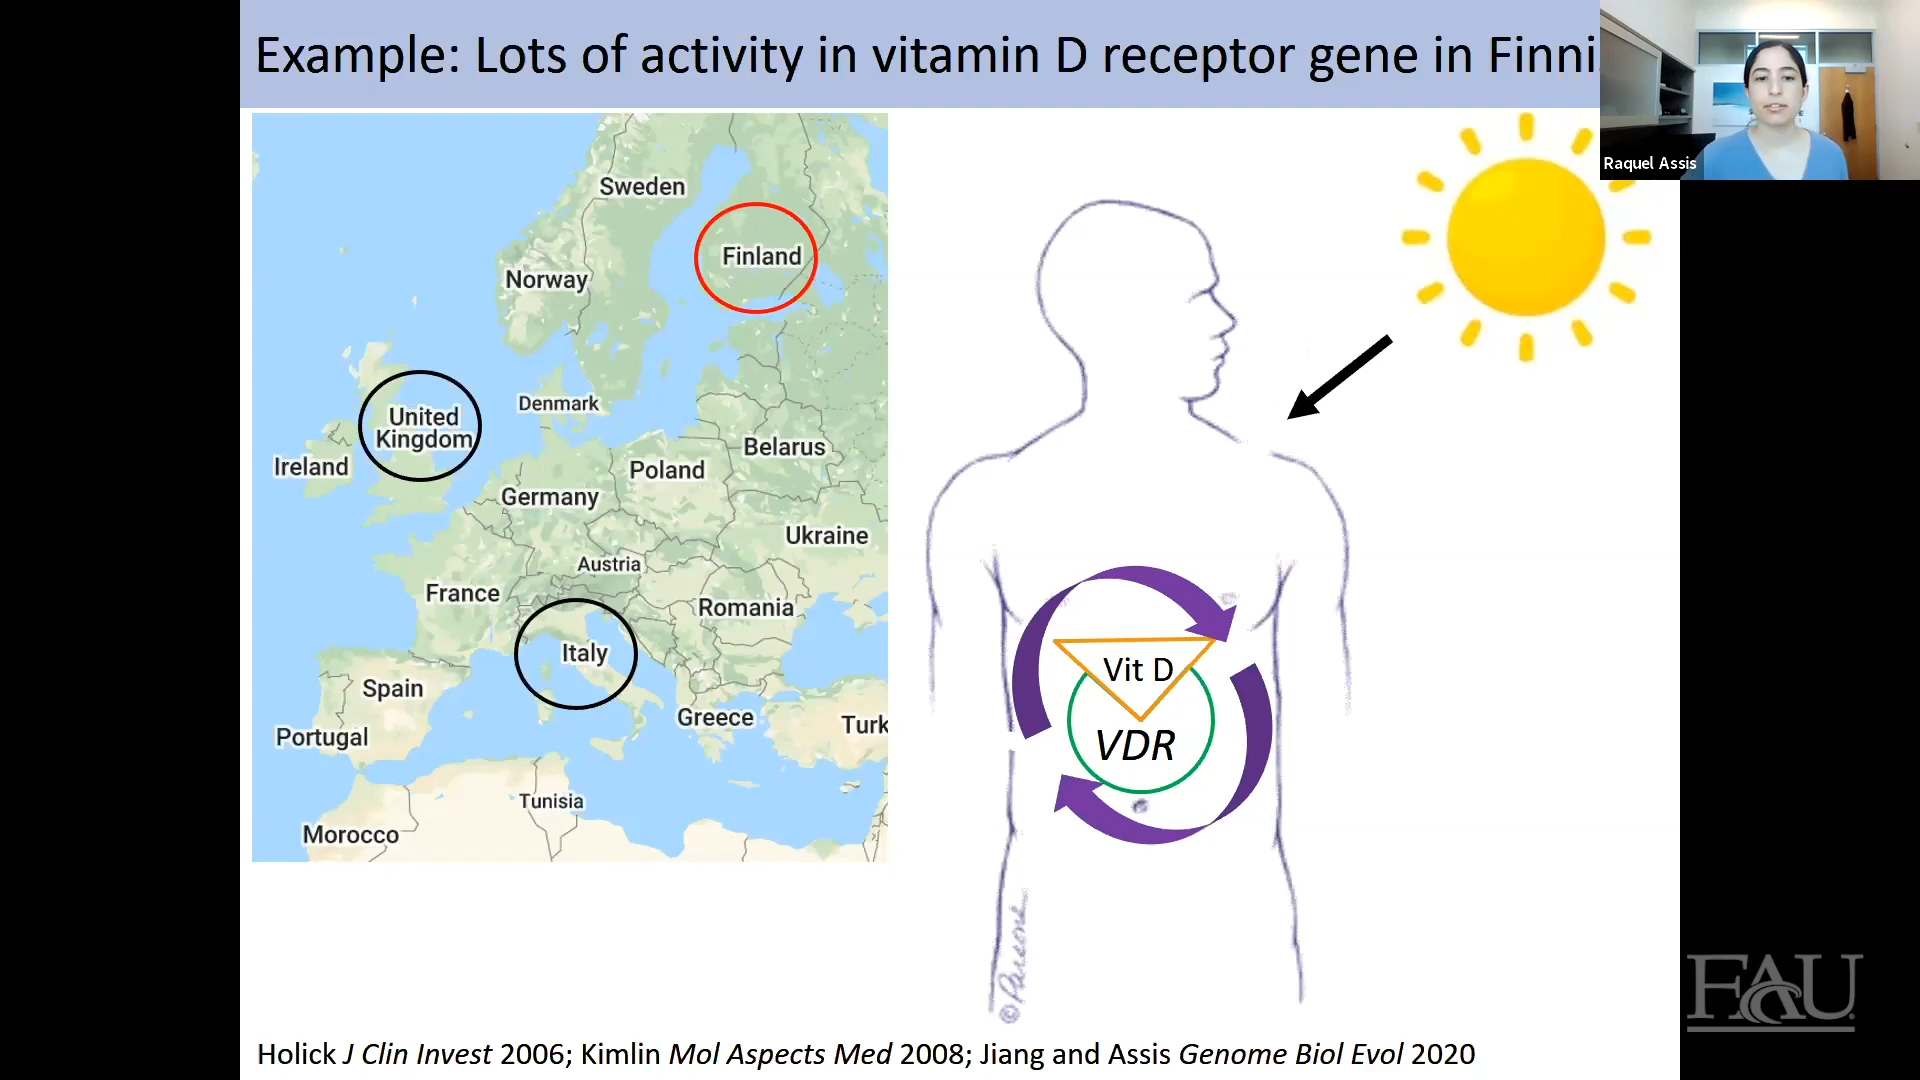 Example: Lots of activity in vitamin D receptor gene in Finni
Raquel Assis
Sweden
Finland
Norway
United
Kingdom
Denmark
Ireland
Belarus
Poland
Germany
Ukraine
Austria
France
Romania
Italy
Spain
Greece
Turk
Portugal
Tunisia
Morocco
Vit D
VDR
©Parsons
FAU
Holick J Clin Invest 2006; Kimlin Mol Aspects Med 2008; Jiang and Assis Genome Biol Evol 2020